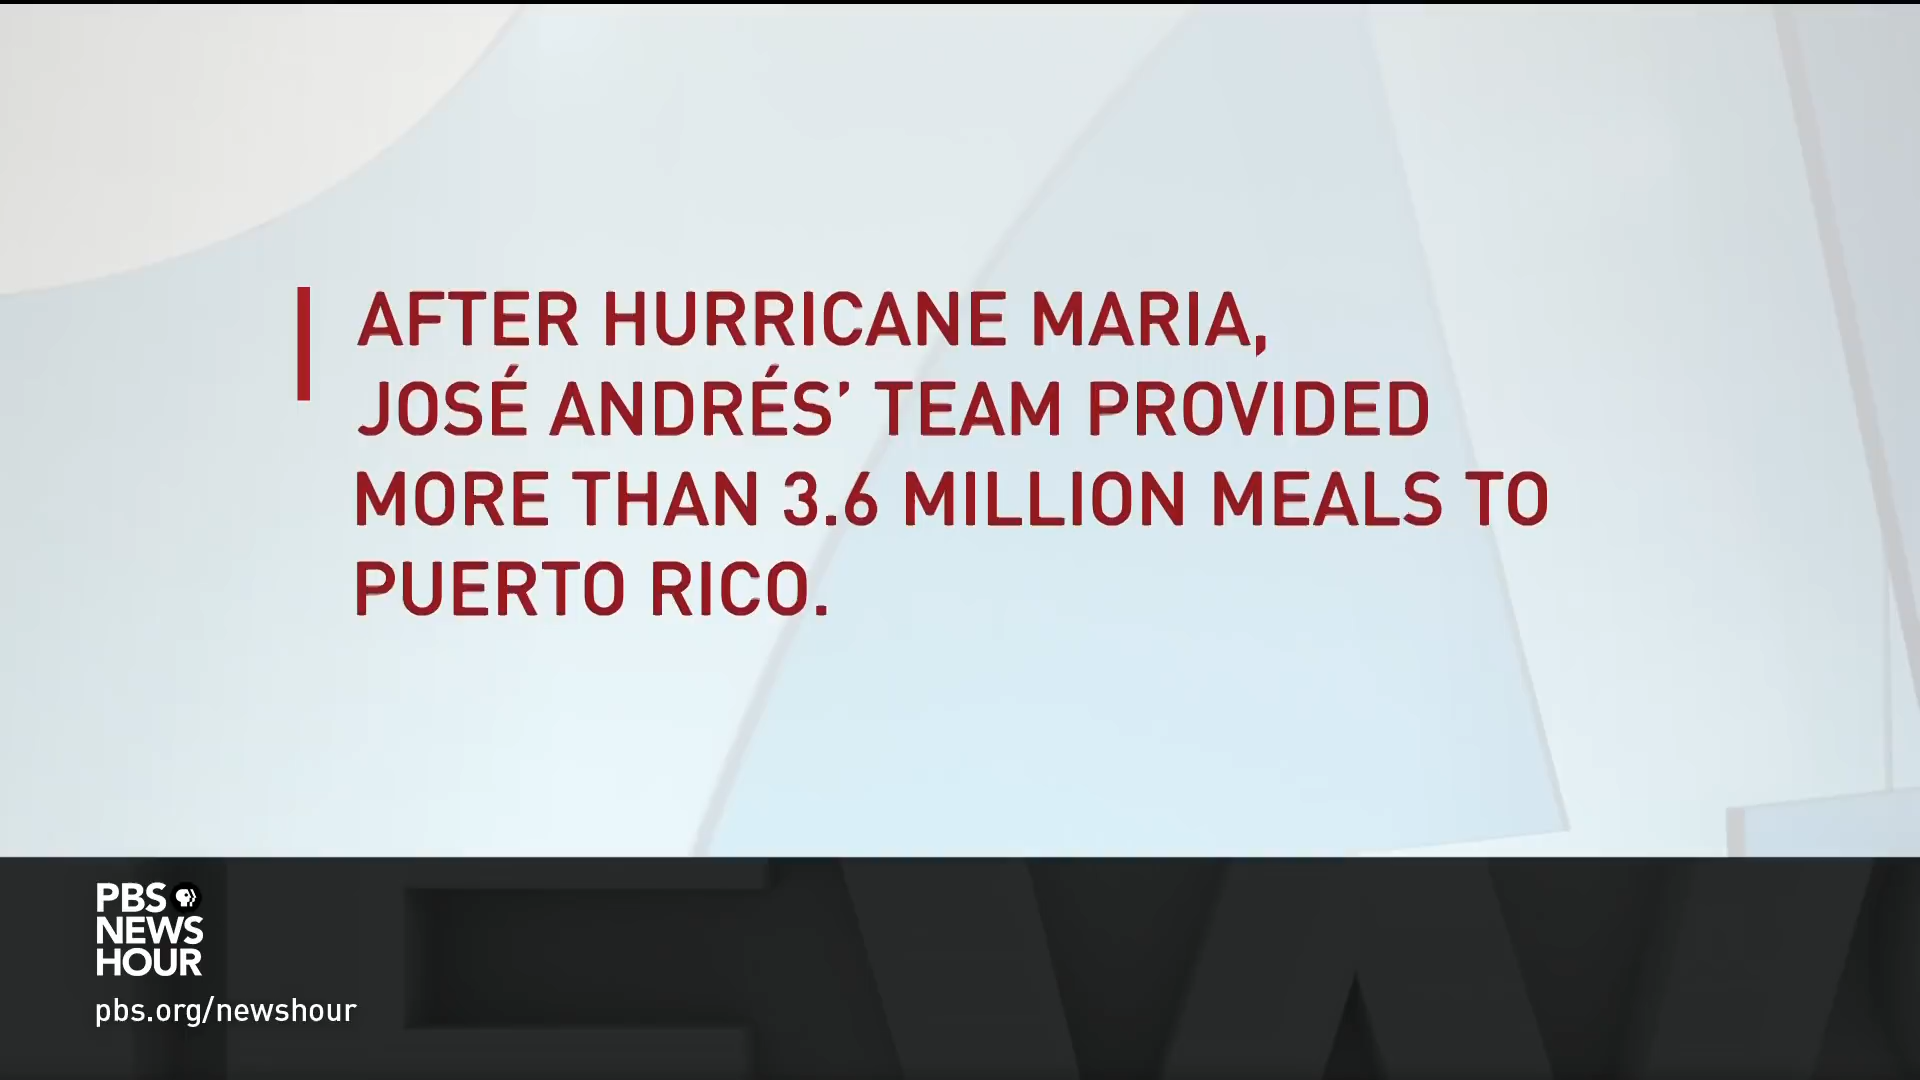 AFTER HURRICANE MARIA,
JOSÉ ANDRÉS’ TEAM PROVIDED
MORE THAN 3.6 MILLION MEALS TO
PUERTO RICO.
PBS
NEWS
HOUR
pbs.org/newshour